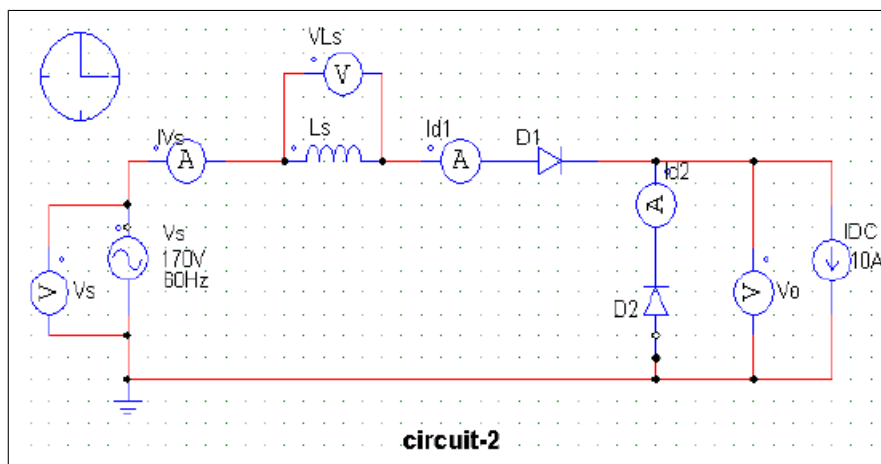 VLs
V
IVs
Ls
Id1
D1
A
A
Id2
A
Vs
170V
60Hz
IDC
10A
V
Vs
D2
V
Vo
circuit-2